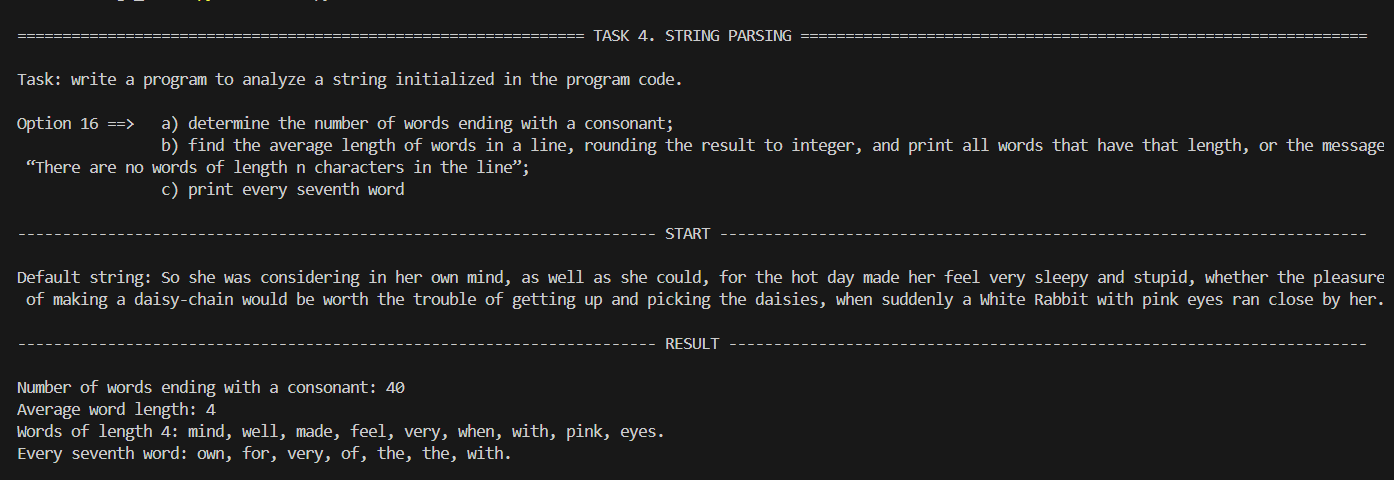 =============================================================== TASK 4. STRING PARSING ===============================================================
Task: write a program to analyze a string initialized in the program code.
Option 16 ==>   a) determine the number of words ending with a consonant;
                b) find the average length of words in a line, rounding the result to integer, and print all words that have that length, or the message
 “There are no words of length n characters in the line”;
                c) print every seventh word
----------------------------------------------------------------------- START ------------------------------------------------------------------------
Default string: So she was considering in her own mind, as well as she could, for the hot day made her feel very sleepy and stupid, whether the pleasure
 of making a daisy-chain would be worth the trouble of getting up and picking the daisies, when suddenly a White Rabbit with pink eyes ran close by her.
----------------------------------------------------------------------- RESULT -----------------------------------------------------------------------
Number of words ending with a consonant: 40
Average word length: 4
Words of length 4: mind, well, made, feel, very, when, with, pink, eyes.
Every seventh word: own, for, very, of, the, the, with.